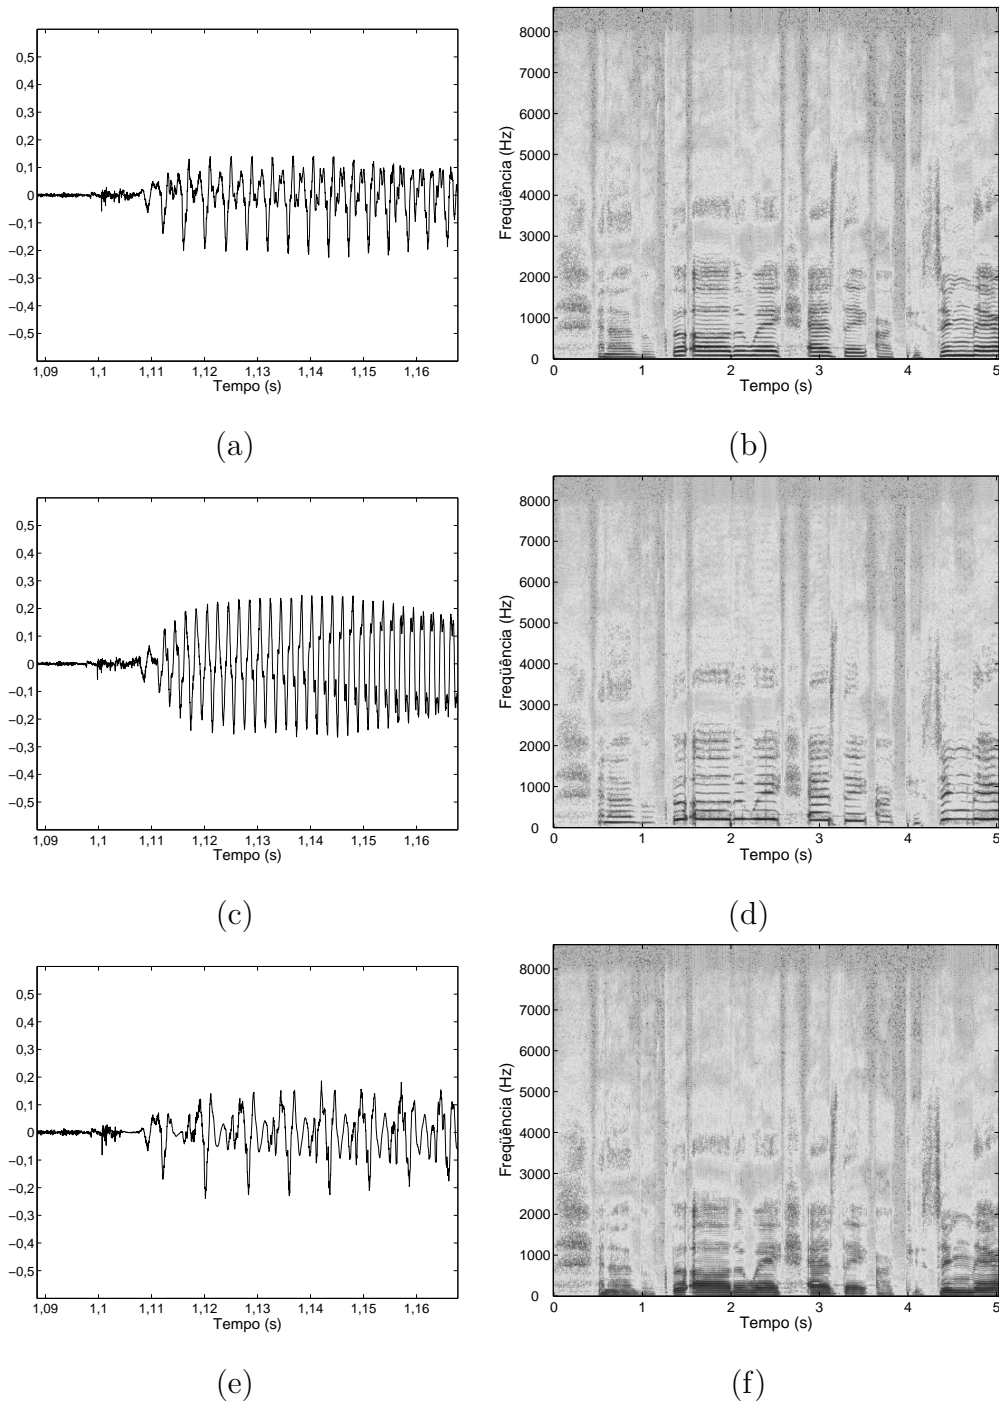 0,5
0,4
0,3
0,2
0,1
0
−0,1
−0,2
−0,3
−0,4
−0,5
1,09 1,1 1,11 1,12 1,13 1,14 1,15 1,16
Tempo (s)
(a)
Freqüência (Hz)
8000
7000
6000
5000
4000
3000
2000
1000
0
0 1 2 3 4 5
Tempo (s)
(b)
0,5
0,4
0,3
0,2
0,1
0
−0,1
−0,2
−0,3
−0,4
−0,5
1,09 1,1 1,11 1,12 1,13 1,14 1,15 1,16
Tempo (s)
(c)
Freqüência (Hz)
8000
7000
6000
5000
4000
3000
2000
1000
0
0 1 2 3 4 5
Tempo (s)
(d)
0,5
0,4
0,3
0,2
0,1
0
−0,1
−0,2
−0,3
−0,4
−0,5
1,09 1,1 1,11 1,12 1,13 1,14 1,15 1,16
Tempo (s)
(e)
Freqüência (Hz)
8000
7000
6000
5000
4000
3000
2000
1000
0
0 1 2 3 4 5
Tempo (s)
(f)